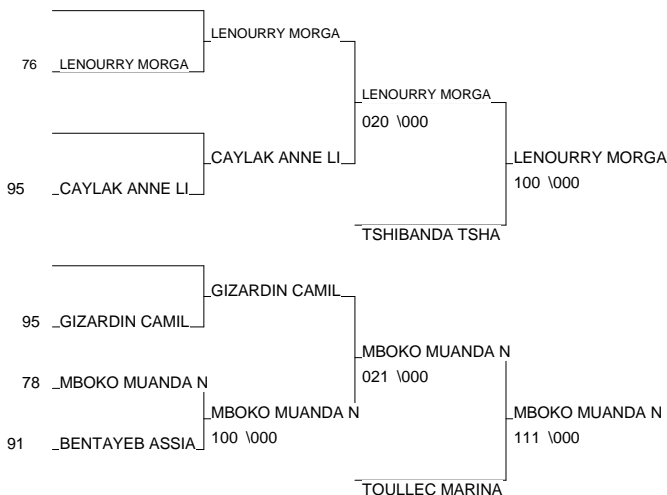 LENOURRY MORGA
76 LENOURRY MORGA
LENOURRY MORGA
020 \000
CAYLAK ANNE LI
LENOURRY MORGA
95 CAYLAK ANNE LI
100 \000
TSHIBANDA TSHA
GIZARDIN CAMIL
95 GIZARDIN CAMIL
MBOKO MUANDA N
021 \000
78 MBOKO MUANDA N
MBOKO MUANDA N
MBOKO MUANDA N
91 BENTAYEB ASSIA
100 \000
111 \000
TOULLEC MARINA